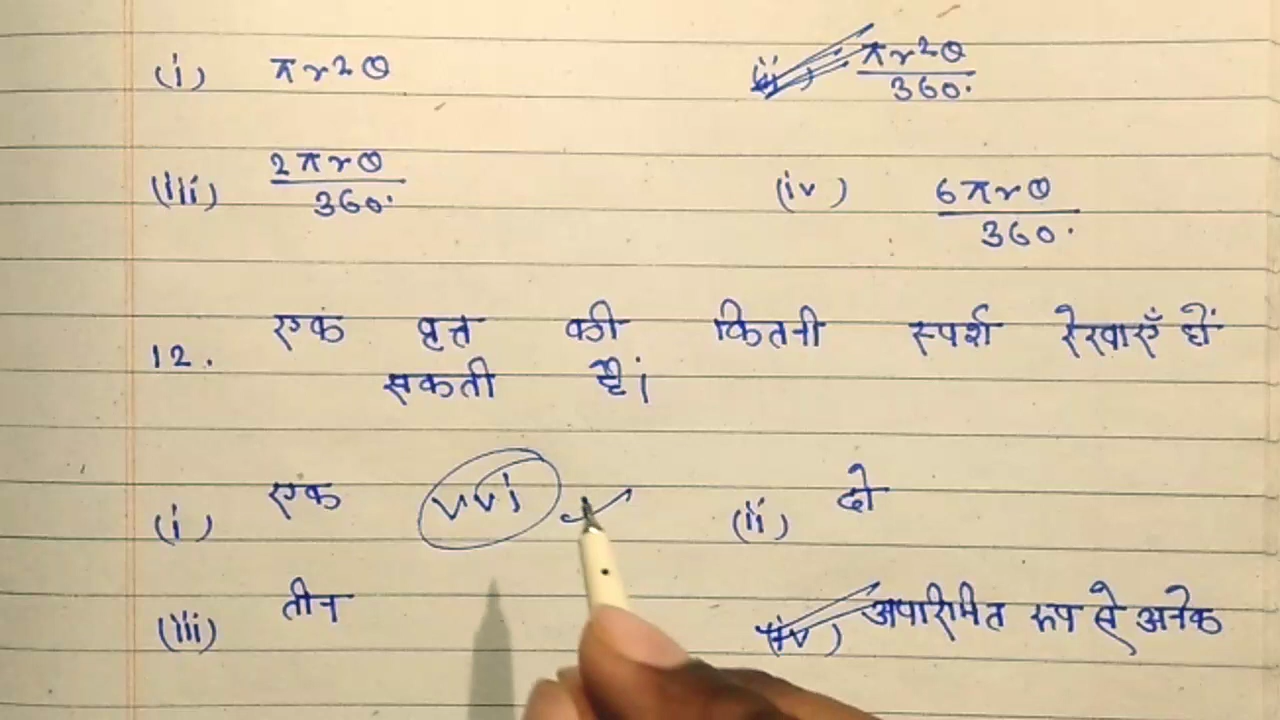 (i) πr2θ (ii) πr2θ/360°
(iii) 2πrθ/360° (iv) 6πrθ/360°
12. एक वृत्त की कितनी स्पर्श रेखाएँ हों
सकती है।
(i) एक vvi (ii) दो
(iii) तीन (iv) अपारिमित रूप से अनेक